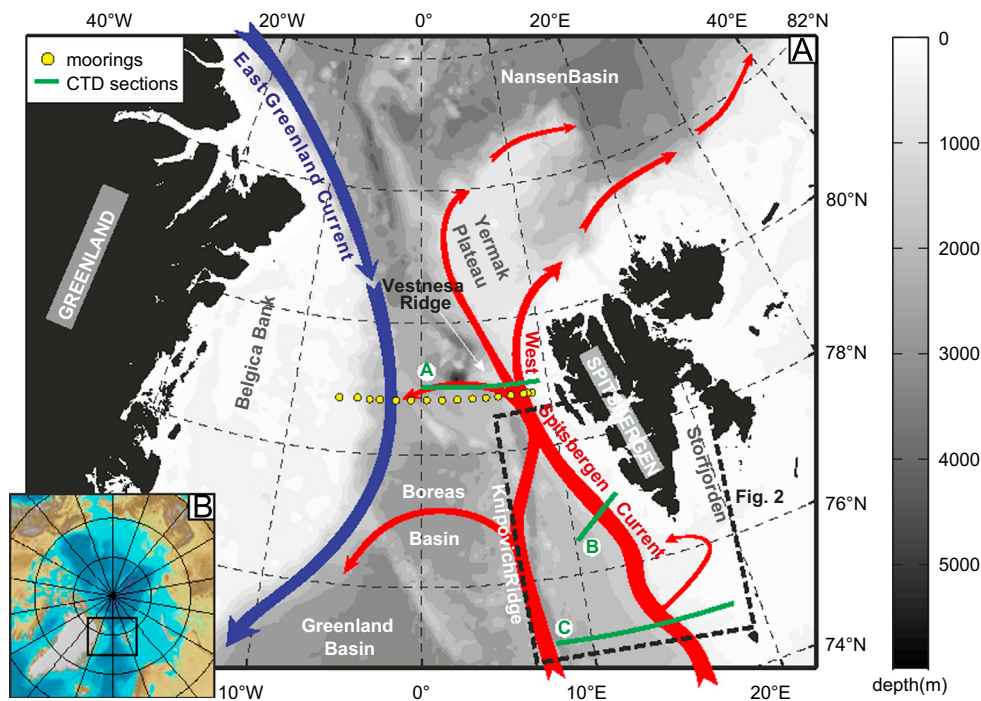 40°W
20°W
0°
20°E
40°E
82°N
moorings
CTD sections
A
NansenBasin
East Greenland Current
GREENLAND
Yermak
Plateau
80°N
Vestnesa
Ridge
Belgica Bank
West
Spitsbergen
Current
78°N
A
SPITSBERGEN
Storfjorden
Fig. 2
76°N
Boreas
Basin
KnipovichRidge
B
B
C
Greenland
Basin
74°N
10°W
0°
10°E
20°E
0
1000
2000
3000
4000
5000
depth(m)